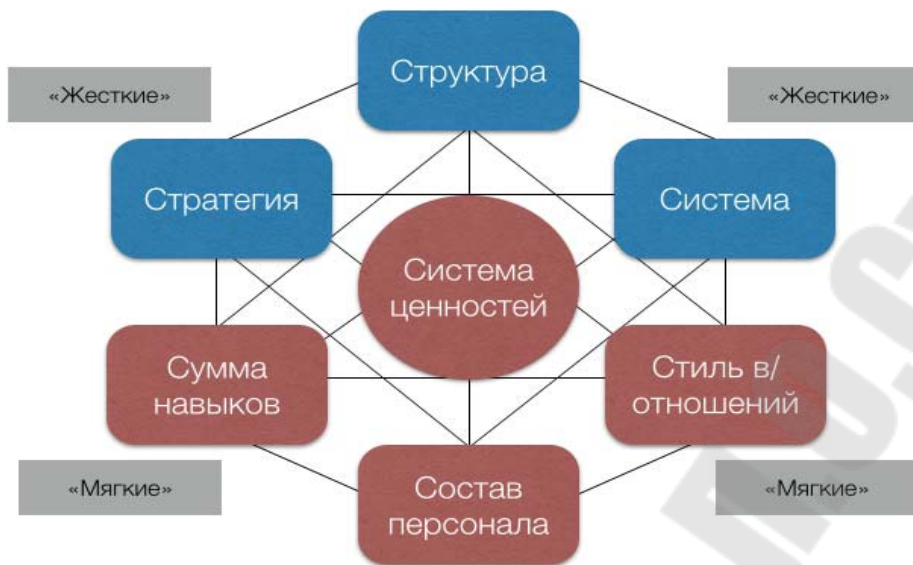 Структура
«Жесткие»
«Жесткие»
Стратегия
Система
Система
ценностей
Сумма
навыков
Стиль в/
отношений
«Мягкие»
Состав
персонала
«Мягкие»